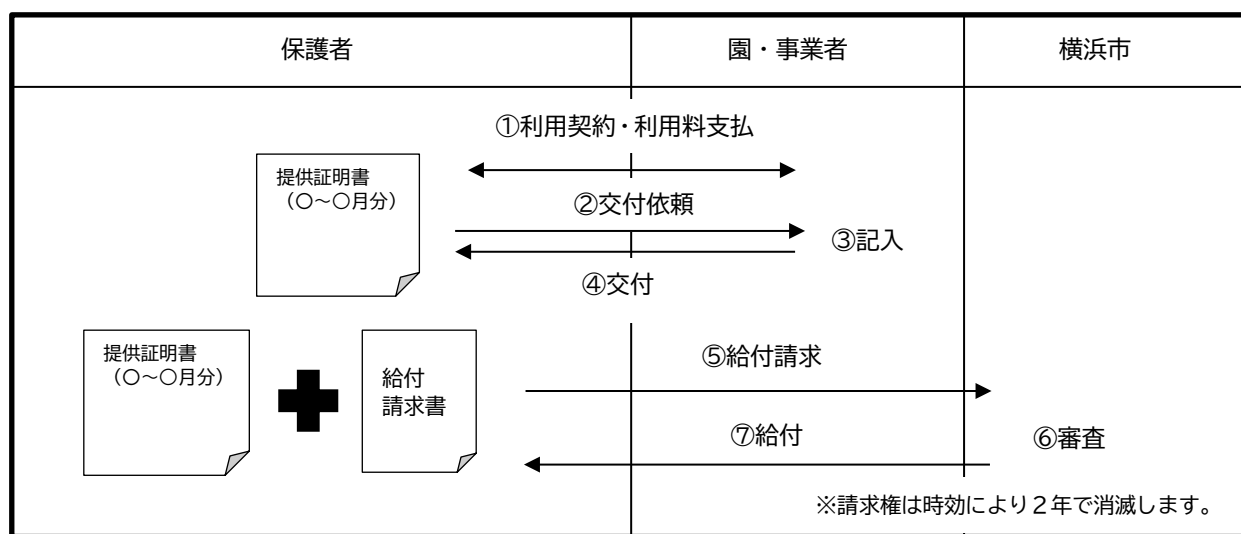 保護者
園・事業者
横浜市
①利用契約・利用料支払
提供証明書
(〇~〇月分)
②交付依頼
③記入
④交付
提供証明書
(〇~〇月分)
給付
請求書
⑤給付請求
⑦給付
⑥審査
※請求権は時効により2年で消滅します。